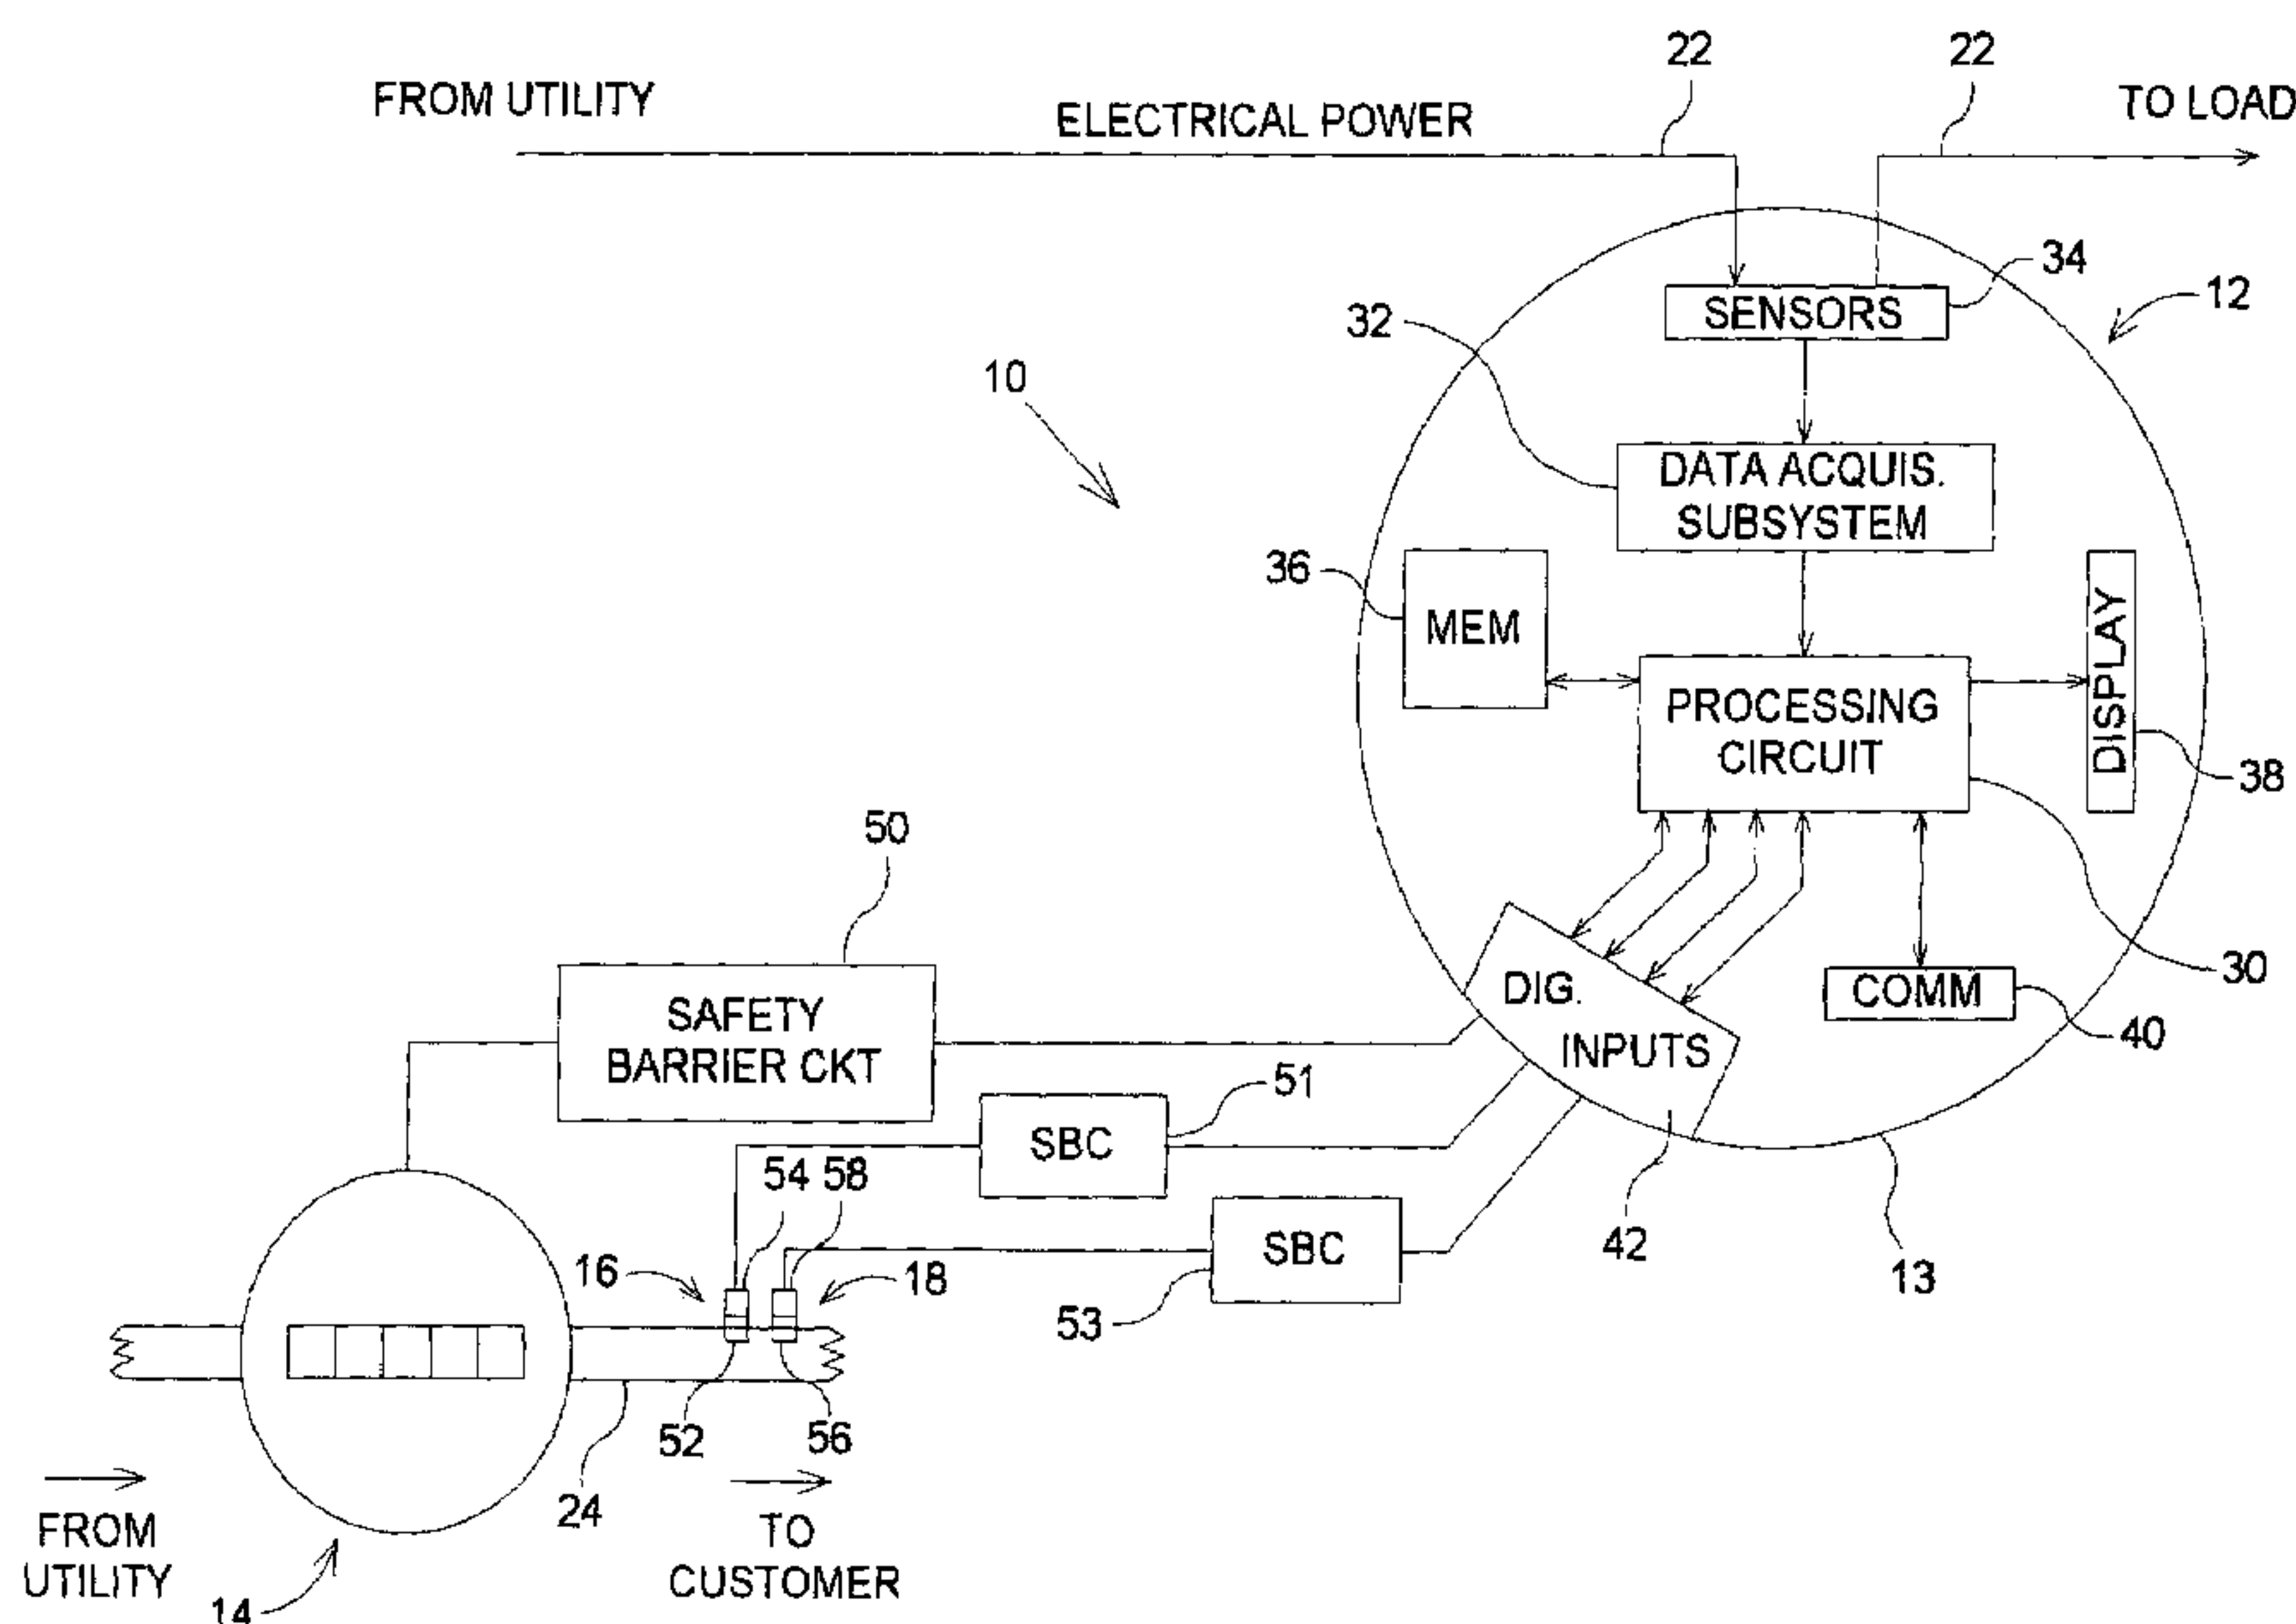 22
22
FROM UTILITY
ELECTRICAL POWER
TO LOAD
34
12
SENSORS
32
10
DATA ACQUIS.
SUBSYSTEM
36
MEM
DISPLAY
PROCESSING
CIRCUIT
38
50
DIG.
INPUTS
COMM
30
40
SAFETY
BARRIER CKT
51
SBC
54
58
42
13
SBC
53
16
18
52
56
24
FROM
UTILITY
TO
CUSTOMER
14